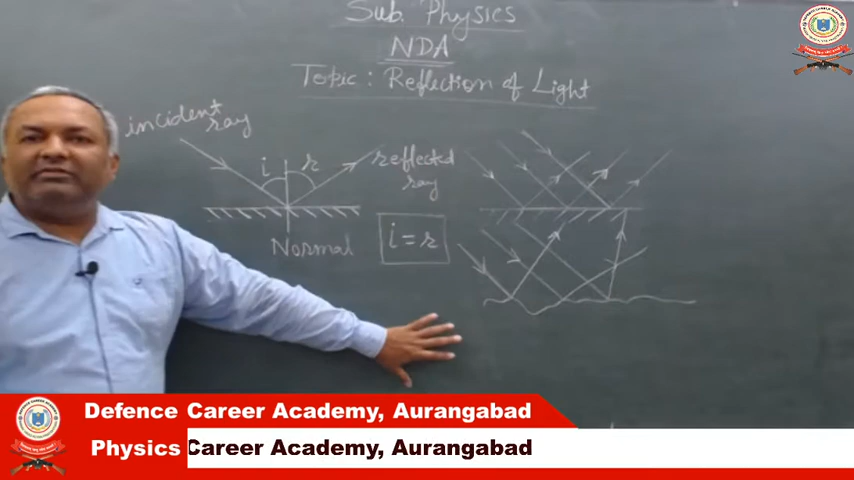 Sub. Physics
NDA
Topic : Reflection of Light
incident
ray
i r
reflected
ray
Normal
i = r
Defence Career Academy, Aurangabad
Physics Career Academy, Aurangabad